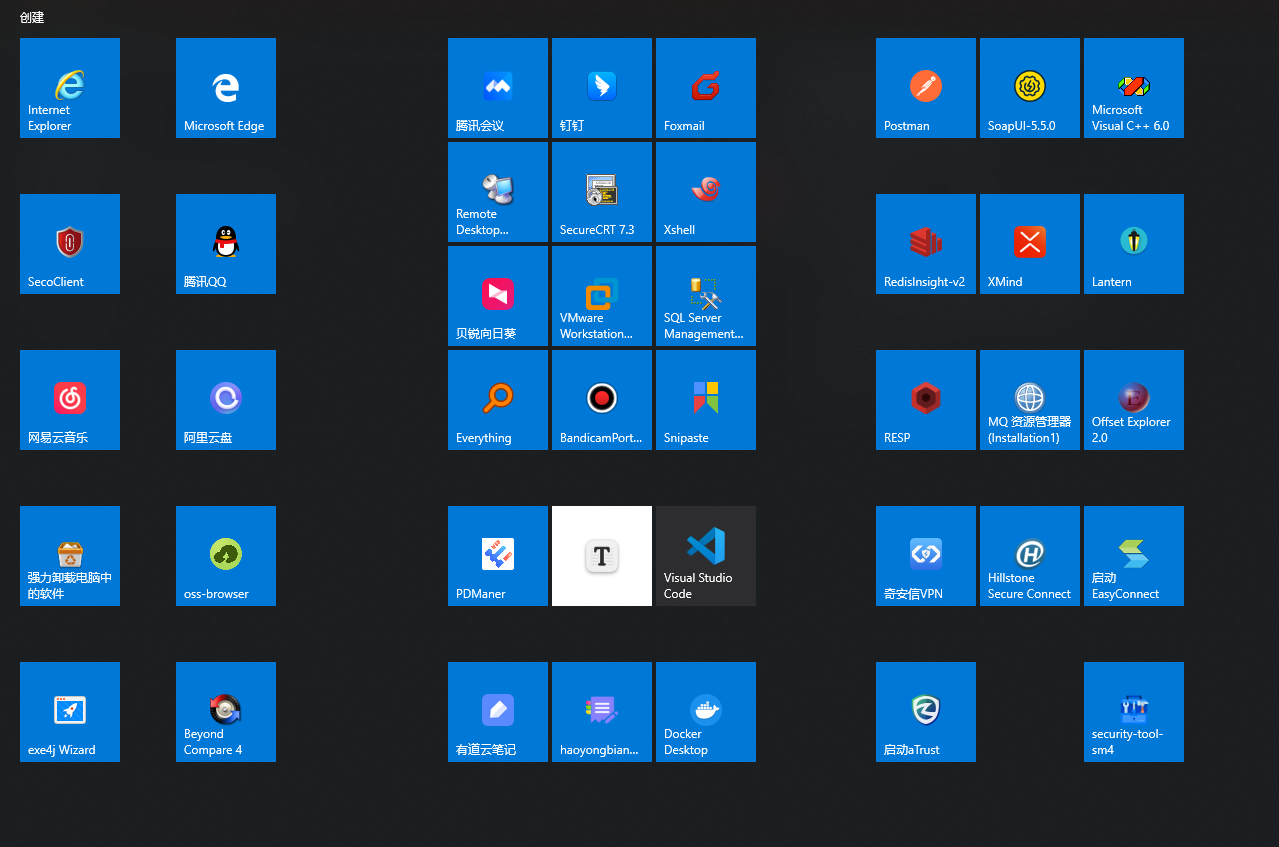 创建
Internet
Explorer
Microsoft Edge
腾讯会议
钉钉
Foxmail
Postman
SoapUI-5.5.0
Microsoft
Visual C++ 6.0
Remote
Desktop...
SecureCRT 7.3
Xshell
SecoClient
腾讯QQ
RedisInsight-v2
XMind
Lantern
贝锐向日葵
VMware
Workstation...
SQL Server
Management...
网易云音乐
阿里云盘
Everything
BandicamPort...
Snipaste
RESP
MQ 资源管理器
(Installation1)
Offset Explorer
2.0
强力卸载电脑中
的软件
oss-browser
PDManer
T
Visual Studio
Code
奇安信VPN
Hillstone
Secure Connect
启动
EasyConnect
exe4j Wizard
Beyond
Compare 4
有道云笔记
haoyongbian...
Docker
Desktop
启动aTrust
security-tool-
sm4